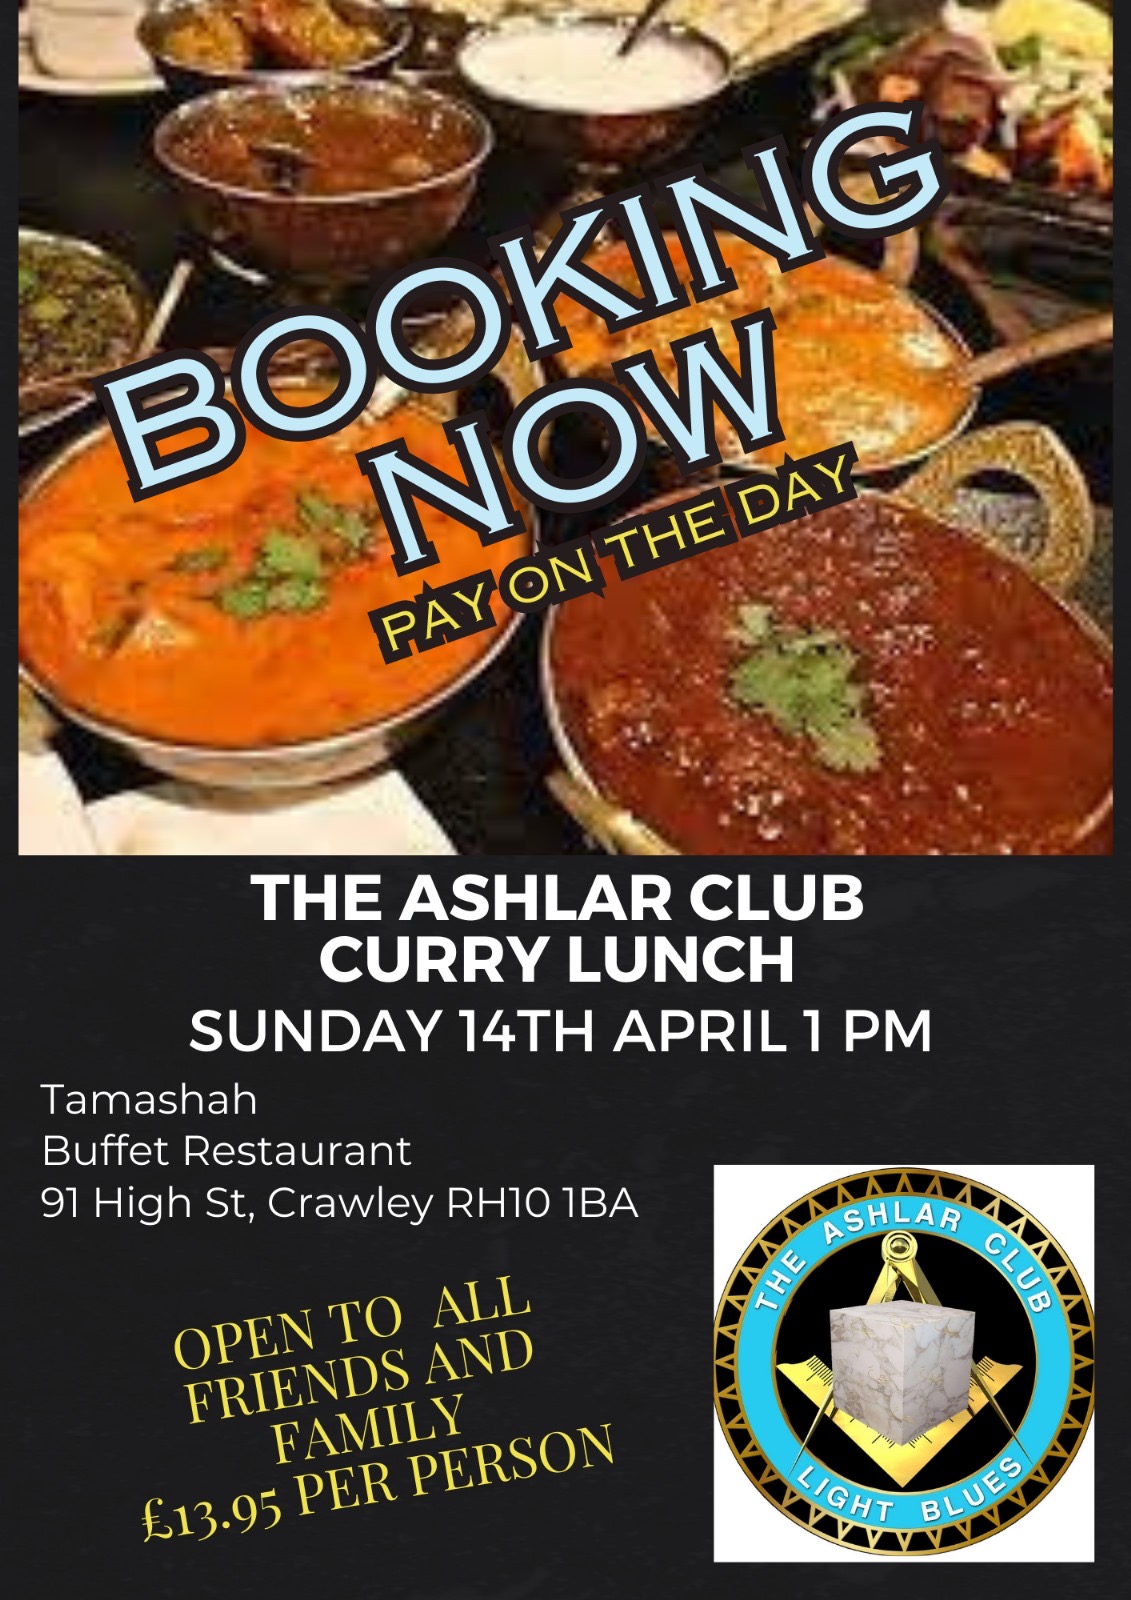 BOOKING
NOW
PAY ON THE DAY
THE ASHLAR CLUB
CURRY LUNCH
SUNDAY 14TH APRIL 1 PM
Tamashah
Buffet Restaurant
91 High St, Crawley RH10 1BA
OPEN TO ALL
FRIENDS AND
FAMILY
£13.95 PER PERSON
THE ASHLAR CLUB
LIGHT BLUES